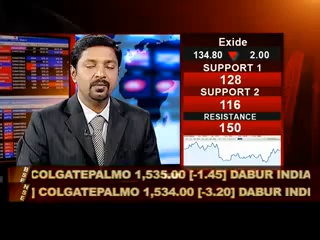 Exide
134.80 ▼ 2.00
SUPPORT 1
128
SUPPORT 2
116
RESISTANCE
150
COLGATEPALMO 1,535.00 [-1.45] DABUR INDIA
] COLGATEPALMO 1,534.00 [-3.20] DABUR INDI